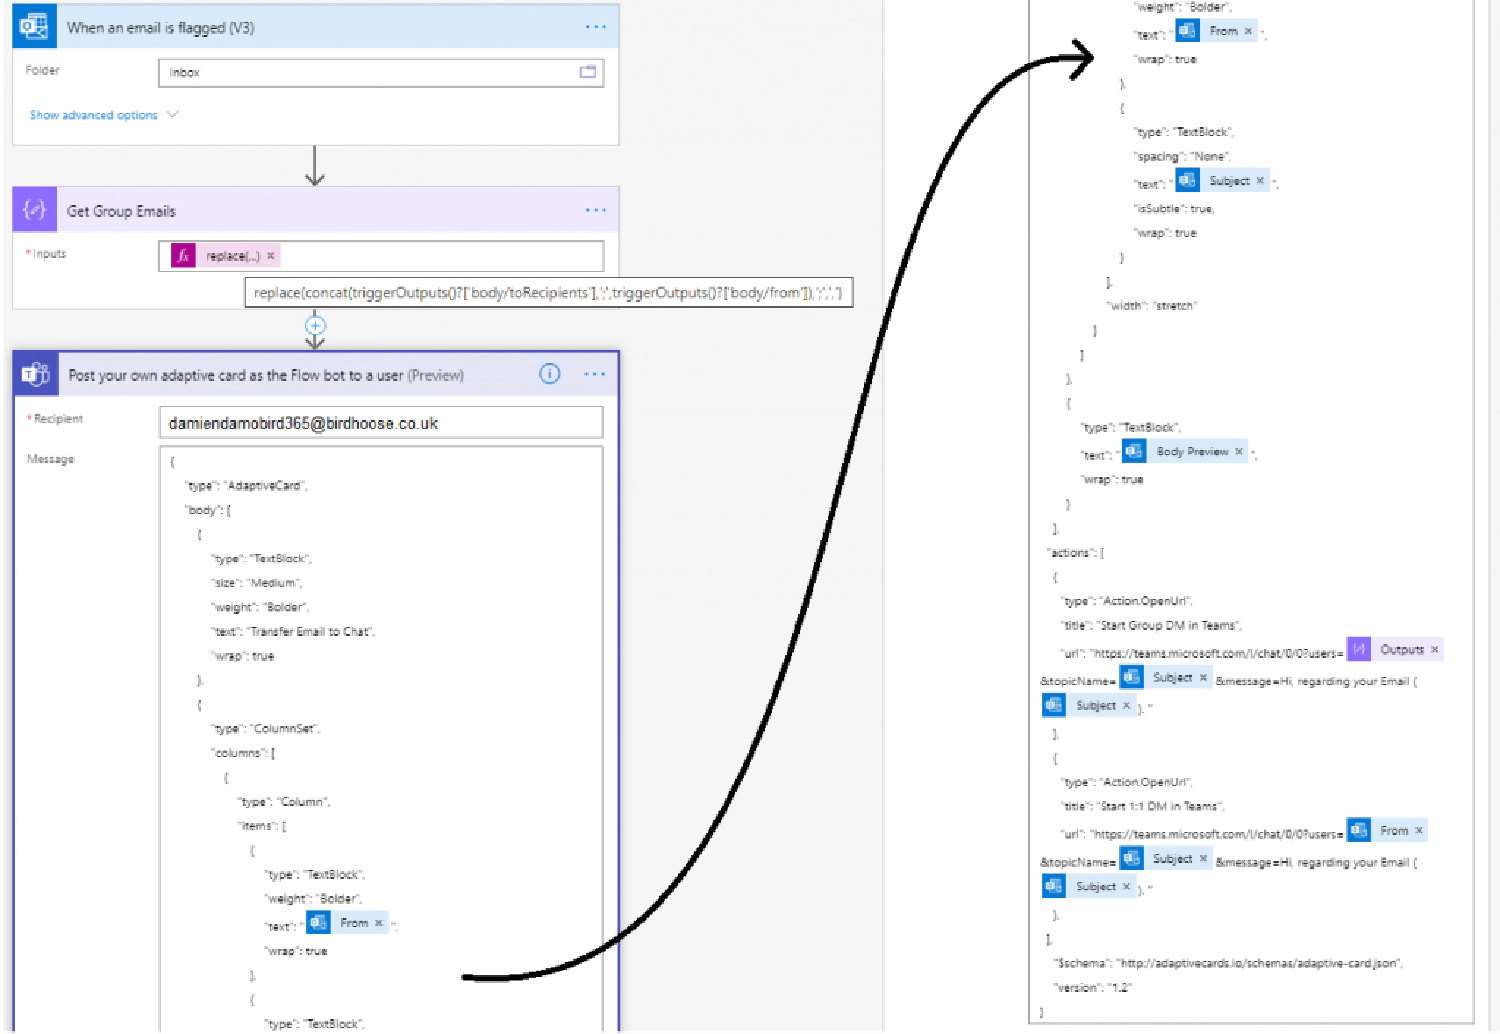 When an email is flagged (V3)
Folder
Inbox
Show advanced options
Get Group Emails
* Inputs
fx replace(...) ×
replace(concat(triggerOutputs()?['body/toRecipients'],';',triggerOutputs()?['body/from']),';',',')
Post your own adaptive card as the Flow bot to a user (Preview)
* Recipient
damiendamobird365@birdhoose.co.uk
Message
{
"type": "AdaptiveCard",
"body": [
{
"type": "TextBlock",
"size": "Medium",
"weight": "Bolder",
"text": "Transfer Email to Chat",
"wrap": true
},
{
"type": "ColumnSet",
"columns": [
{
"type": "Column",
"items": [
{
"type": "TextBlock",
"weight": "Bolder",
"text": " From × ",
"wrap": true
},
{
"type": "TextBlock",
"weight": "Bolder",
"text": " From × ",
"wrap": true
},
{
"type": "TextBlock",
"spacing": "None",
"text": " Subject × ",
"isSubtle": true,
"wrap": true
}
],
"width": "stretch"
}
]
},
{
"type": "TextBlock",
"text": " Body Preview × ",
"wrap": true
}
],
"actions": [
{
"type": "Action.OpenUrl",
"title": "Start Group DM in Teams",
"url": "https://teams.microsoft.com/l/chat/0/0?users= Outputs ×
&topicName= Subject × &message=Hi, regarding your Email (
Subject × ). "
},
{
"type": "Action.OpenUrl",
"title": "Start 1:1 DM in Teams",
"url": "https://teams.microsoft.com/l/chat/0/0?users= From ×
&topicName= Subject × &message=Hi, regarding your Email (
Subject × ). "
},
],
"$schema": "http://adaptivecards.io/schemas/adaptive-card.json",
"version": "1.2"
}